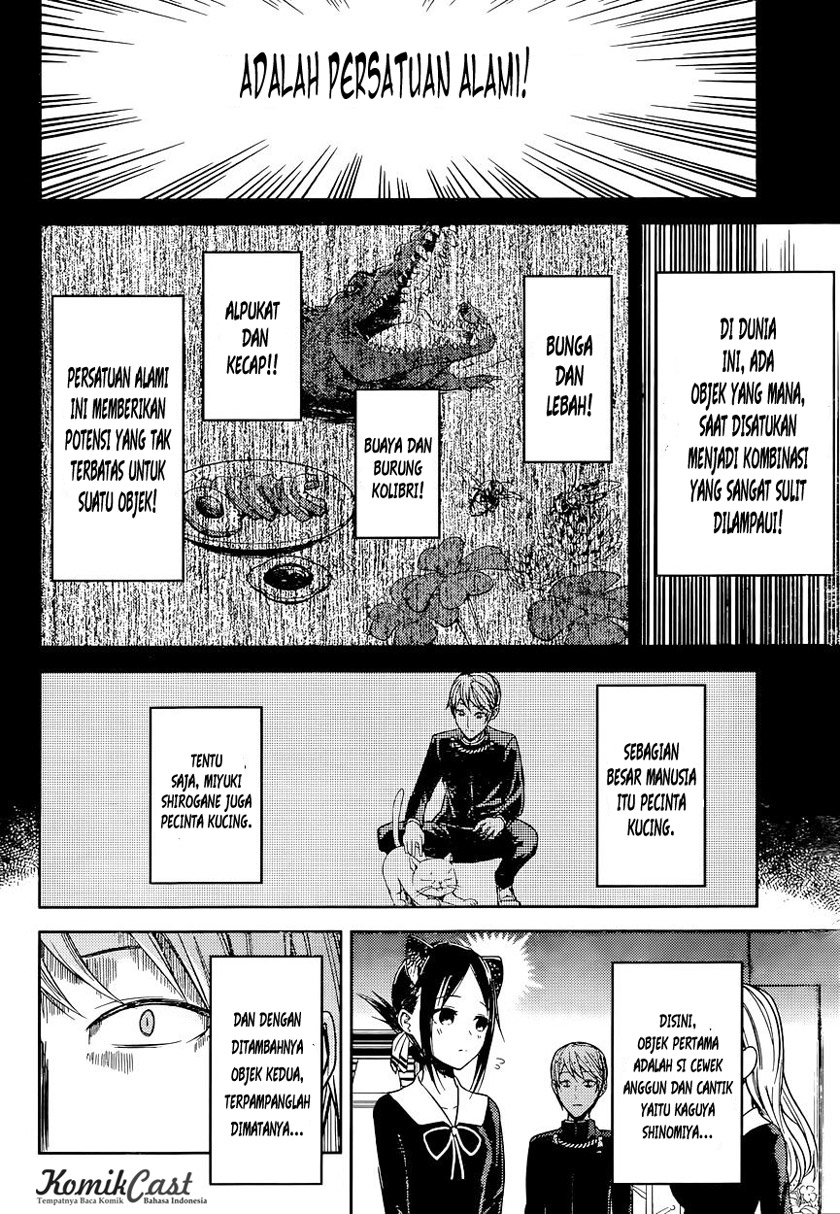 ADALAH PERSATUAN ALAMI!
DI DUNIA
INI, ADA
OBJEK YANG MANA,
SAAT DISATUKAN
MENJADI KOMBINASI
YANG SANGAT SULIT
DILAMPAUI!
BUNGA
DAN
LEBAH!
BUAYA DAN
BURUNG
KOLIBRI!
ALPUKAT
DAN
KECAP!!
PERSATUAN ALAMI
INI MEMBERIKAN
POTENSI YANG TAK
TERBATAS UNTUK
SUATU OBJEK!
SEBAGIAN
BESAR MANUSIA
ITU PECINTA
KUCING.
TENTU
SAJA, MIYUKI
SHIROGANE JUGA
PECINTA KUCING.
DISINI,
OBJEK PERTAMA
ADALAH SI CEWEK
ANGGUN DAN CANTIK
YAITU KAGUYA
SHINOMIYA...
DAN DENGAN
DITAMBAHNYA
OBJEK KEDUA,
TERPAMPANGLAH
DIMATANYA...
KomikCast
Tempatnya Baca Komik Bahasa Indonesia